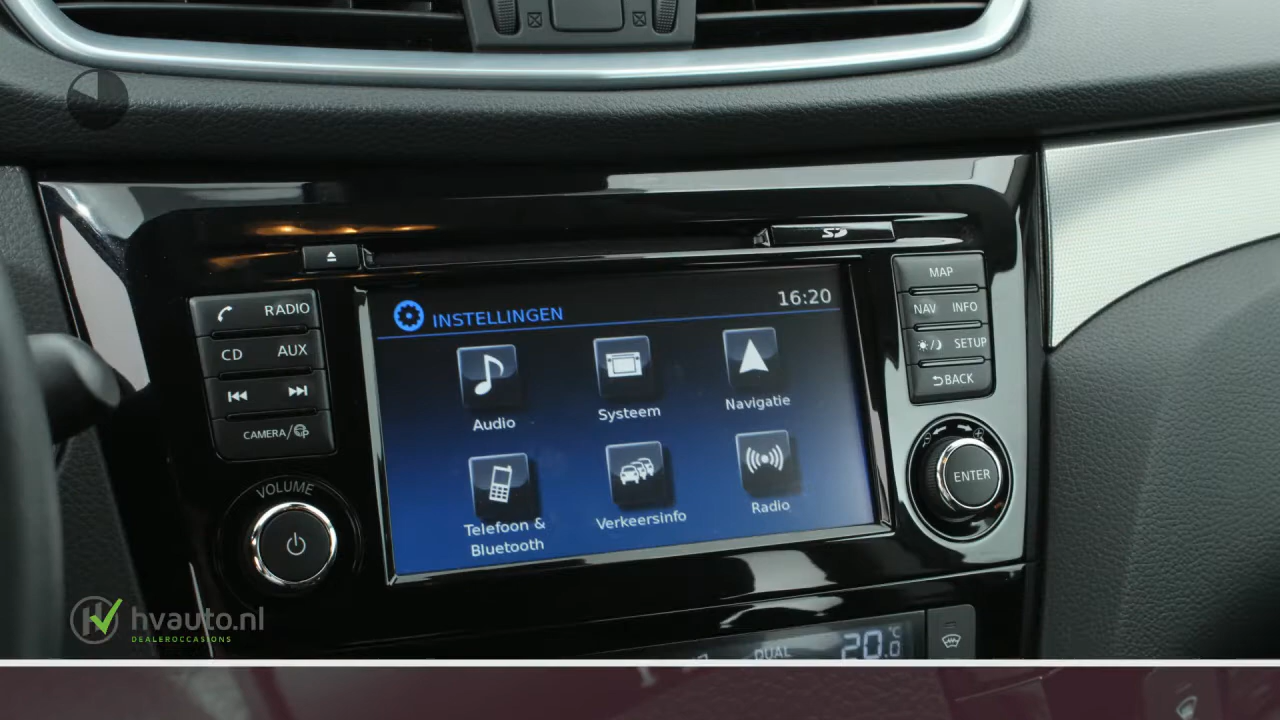 SD
MAP
NAV INFO
SETUP
BACK
ENTER
RADIO
CD AUX
CAMERA/
VOLUME
INSTELLINGEN 16:20
Audio
Systeem
Navigatie
Telefoon &
Bluetooth
Verkeersinfo
Radio
DUAL
20.0°C
hvauto.nl
DEALEROCCASIONS